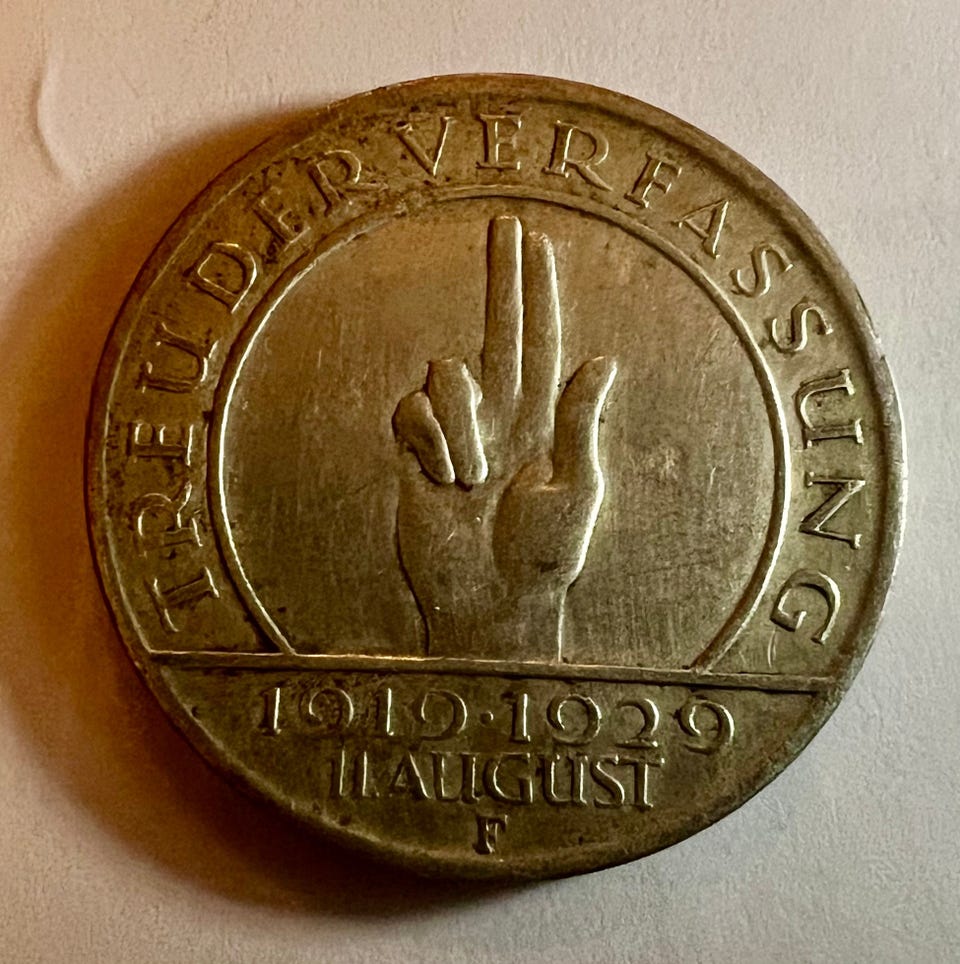 TREU DER VERFASSUNG
1919·1929
11. AUGUST
F